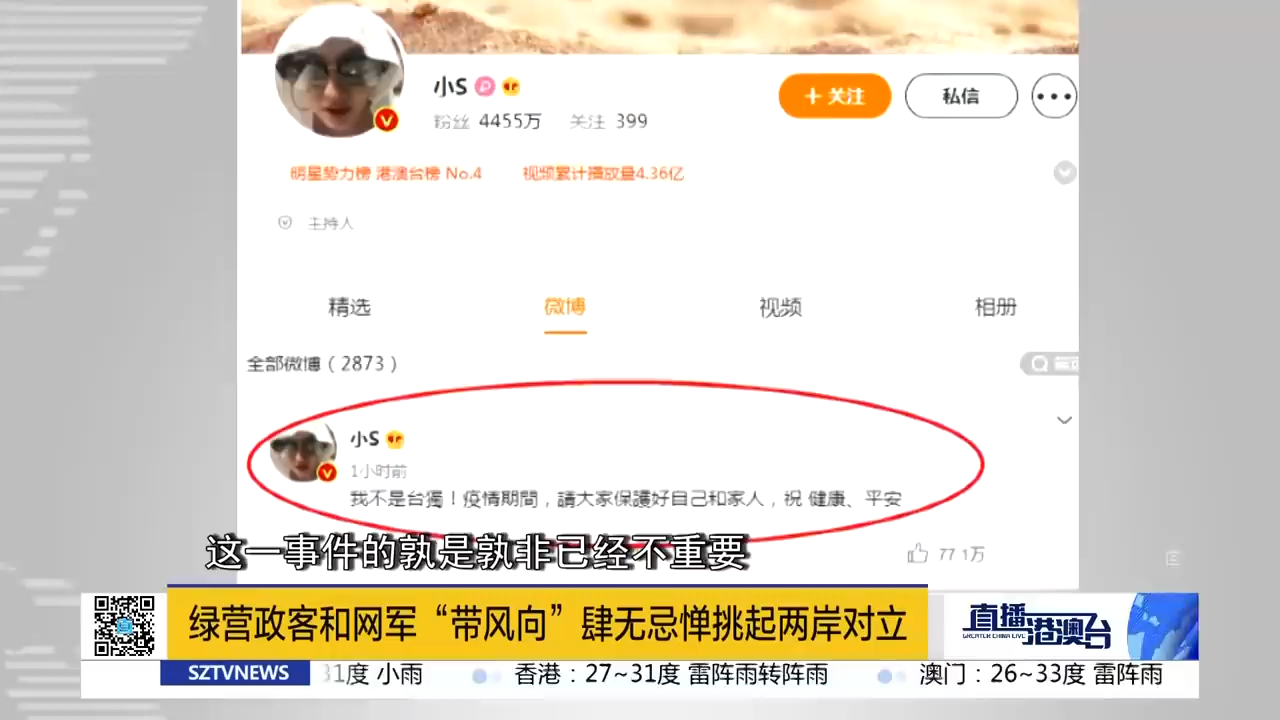 小S
粉丝 4455万 关注 399
+ 关注
私信
明星势力榜 港澳台榜 No.4 视频累计播放量4.36亿
主持人
精选 微博 视频 相册
全部微博（2873）
小S
1小时前
我不是台獨！疫情期間，請大家保護好自己和家人，祝 健康、平安
77 1万
这一事件的孰是孰非已经不重要
绿营政客和网军“带风向”肆无忌惮挑起两岸对立
直播港澳台
GREATER CHINA LIVE
SZTVNEWS
31度 小雨 香港：27~31度 雷阵雨转阵雨 澳门：26~33度 雷阵雨